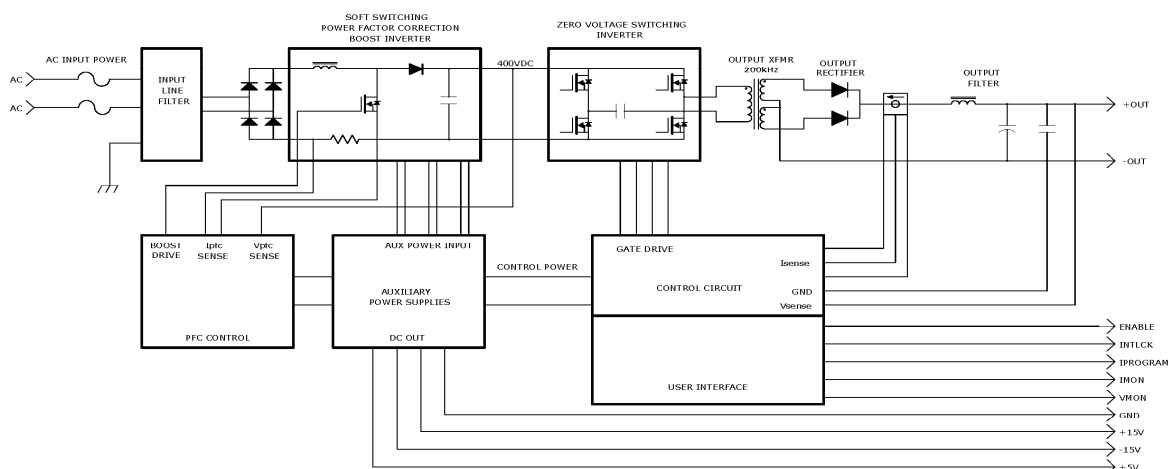 SOFT SWITCHING
POWER FACTOR CORRECTION
BOOST INVERTER
ZERO VOLTAGE SWITCHING
INVERTER
AC INPUT POWER
AC
AC
INPUT
LINE
FILTER
400VDC
OUTPUT XFMR
200kHz
OUTPUT
RECTIFIER
OUTPUT
FILTER
+OUT
-OUT
BOOST
DRIVE
Ipfc
SENSE
Vpfc
SENSE
PFC CONTROL
AUX POWER INPUT
AUXILIARY
POWER SUPPLIES
DC OUT
CONTROL POWER
GATE DRIVE
Isense
CONTROL CIRCUIT
GND
Vsense
USER INTERFACE
ENABLE
INTLCK
IPROGRAM
IMON
VMON
GND
+15V
-15V
+5V